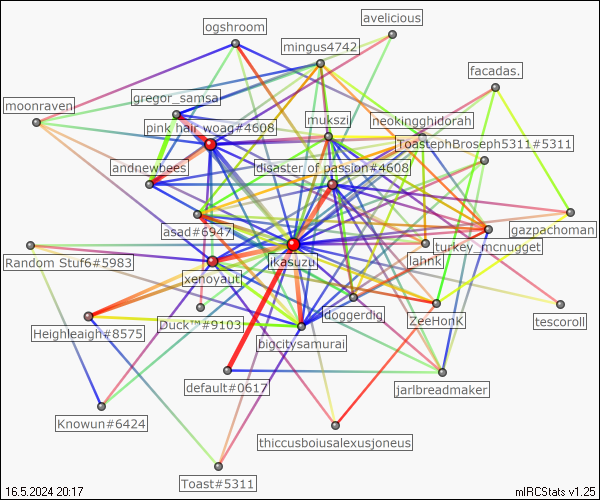 avelicious
ogshroom
mingus4742
facadas.
gregor_samsa
moonraven
mukszi
neokingghidorah
pink hair woag#4608
ToastephBroseph5311#5311
andnewbees
disaster of passion#4608
asad#6947
gazpachoman
turkey_mcnugget
Random Stuf6#5983
ikasuzu
lahnk
xenoyaut
Duck™#9103
doggerdig
ZeeHonK
tescoroll
Heighleaigh#8575
bigcitysamurai
default#0617
jarlbreadmaker
Knowun#6424
thiccusboiusalexusjoneus
Toast#5311
16.5.2024 20:17
mIRCStats v1.25